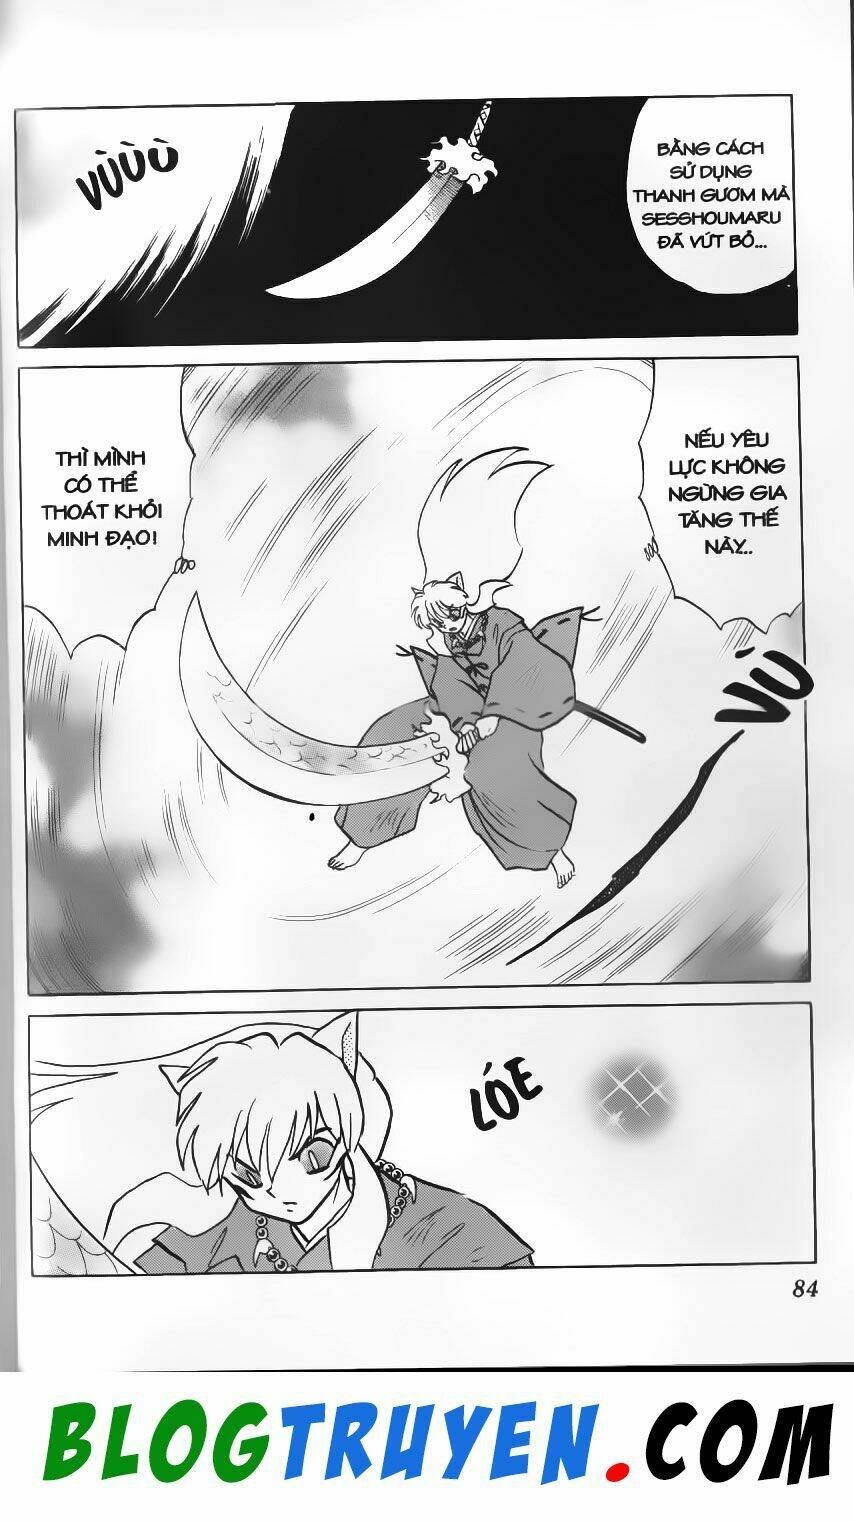 BẰNG CÁCH
SỬ DỤNG
THANH GƯƠM MÀ
SESSHOUMARU
ĐÃ VỨT BỎ...
VÙÙÙ
NẾU YÊU
LỰC KHÔNG
NGỪNG GIA
TĂNG THẾ
NÀY...
THÌ MÌNH
CÓ THỂ
THOÁT KHỎI
MINH ĐẠO!
VÙ
LÓE
84
BLOGTRUYEN.COM